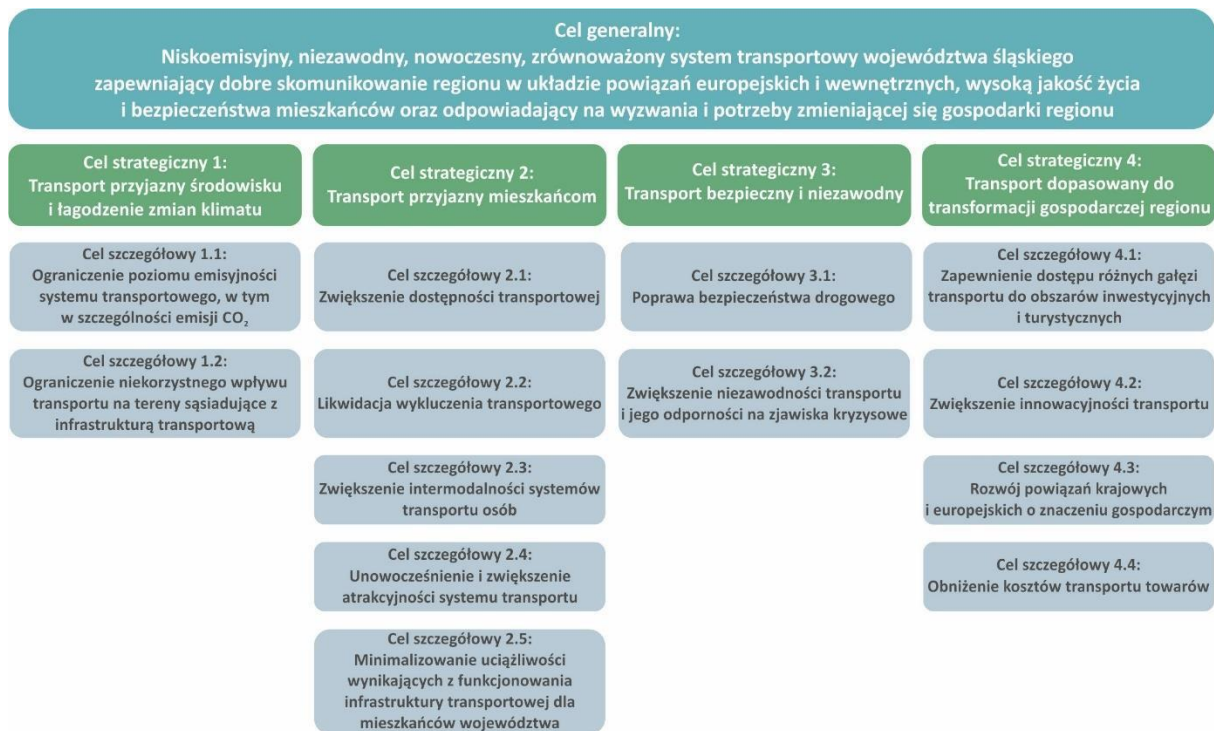 Cel generalny:
Niskoemisyjny, niezawodny, nowoczesny, zrównoważony system transportowy województwa śląskiego
zapewniający dobre skomunikowanie regionu w układzie powiązań europejskich i wewnętrznych, wysoką jakość życia
i bezpieczeństwa mieszkańców oraz odpowiadający na wyzwania i potrzeby zmieniającej się gospodarki regionu
Cel strategiczny 1:
Transport przyjazny środowisku
i łagodzenie zmian klimatu
Cel szczegółowy 1.1:
Ograniczenie poziomu emisyjności
systemu transportowego, w tym
w szczególności emisji CO₂
Cel szczegółowy 1.2:
Ograniczenie niekorzystnego wpływu
transportu na tereny sąsiadujące z
infrastrukturą transportową
Cel strategiczny 2:
Transport przyjazny mieszkańcom
Cel szczegółowy 2.1:
Zwiększenie dostępności transportowej
Cel szczegółowy 2.2:
Likwidacja wykluczenia transportowego
Cel szczegółowy 2.3:
Zwiększenie intermodalności systemów
transportu osób
Cel szczegółowy 2.4:
Unowocześnienie i zwiększenie
atrakcyjności systemu transportu
Cel szczegółowy 2.5:
Minimalizowanie uciążliwości
wynikających z funkcjonowania
infrastruktury transportowej dla
mieszkańców województwa
Cel strategiczny 3:
Transport bezpieczny i niezawodny
Cel szczegółowy 3.1:
Poprawa bezpieczeństwa drogowego
Cel szczegółowy 3.2:
Zwiększenie niezawodności transportu
i jego odporności na zjawiska kryzysowe
Cel strategiczny 4:
Transport dopasowany do
transformacji gospodarczej regionu
Cel szczegółowy 4.1:
Zapewnienie dostępu różnych gałęzi
transportu do obszarów inwestycyjnych
i turystycznych
Cel szczegółowy 4.2:
Zwiększenie innowacyjności transportu
Cel szczegółowy 4.3:
Rozwój powiązań krajowych
i europejskich o znaczeniu gospodarczym
Cel szczegółowy 4.4:
Obniżenie kosztów transportu towarów